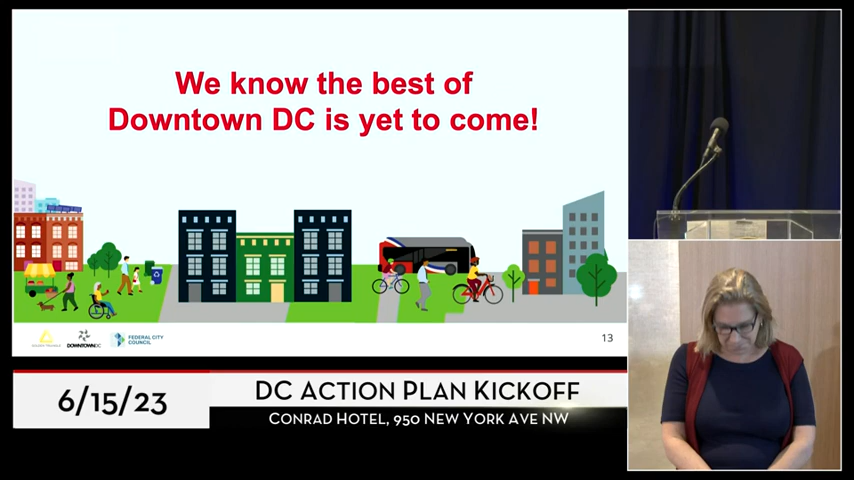 We know the best of
Downtown DC is yet to come!
DOWNTOWNDC
FEDERAL CITY
COUNCIL
13
6/15/23
DC ACTION PLAN KICKOFF
CONRAD HOTEL, 950 NEW YORK AVE NW